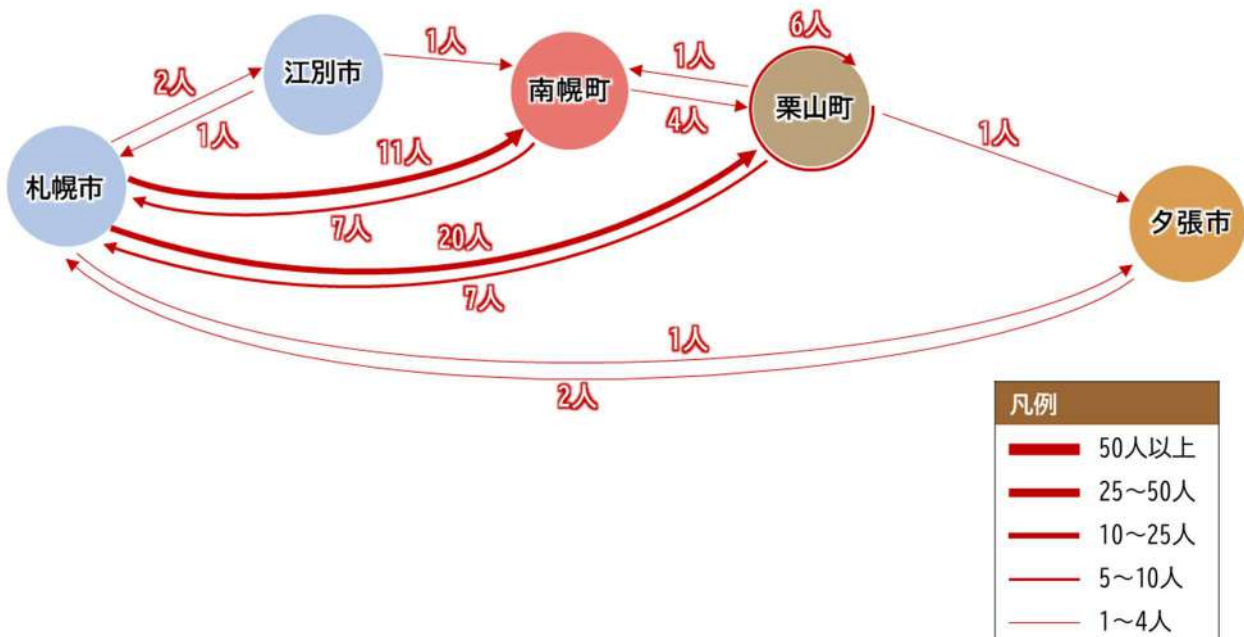 6人
1人
1人
2人
江別市
南幌町
栗山町
1人
4人
1人
11人
札幌市
7人
夕張市
20人
7人
1人
2人
凡例
50人以上
25～50人
10～25人
5～10人
1～4人